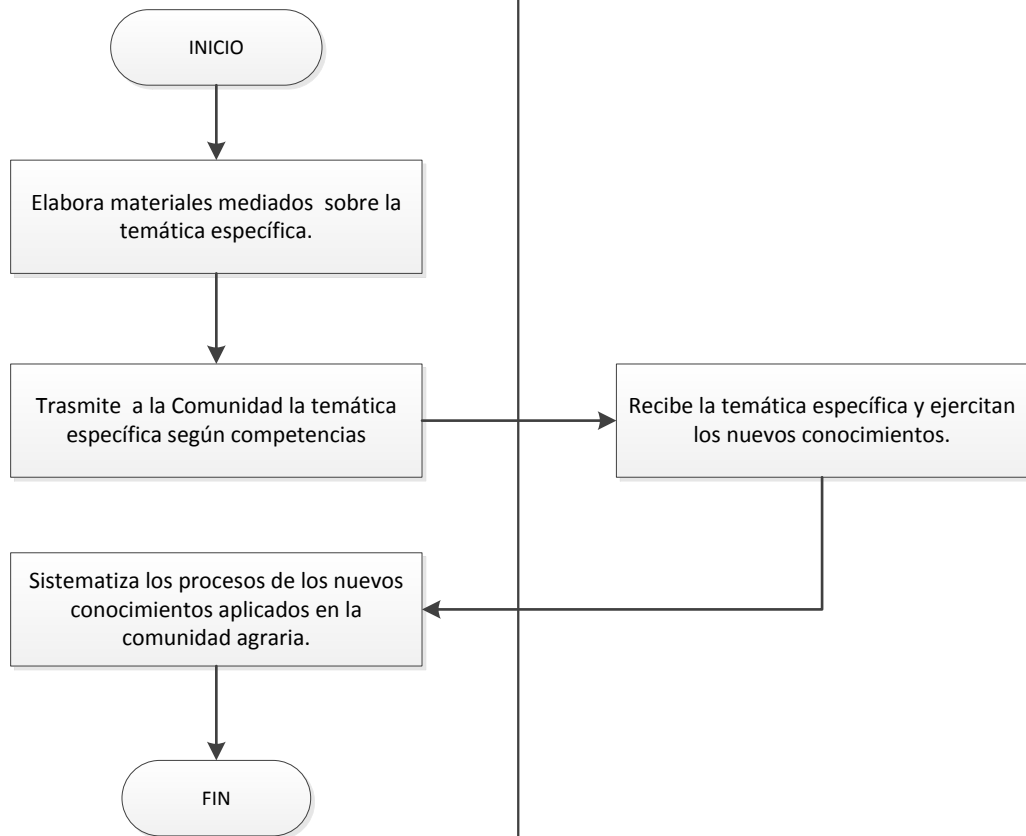 INICIO
Elabora materiales mediados sobre la
temática específica.
Trasmite a la Comunidad la temática
específica según competencias
Recibe la temática específica y ejercitan
los nuevos conocimientos.
Sistematiza los procesos de los nuevos
conocimientos aplicados en la
comunidad agraria.
FIN